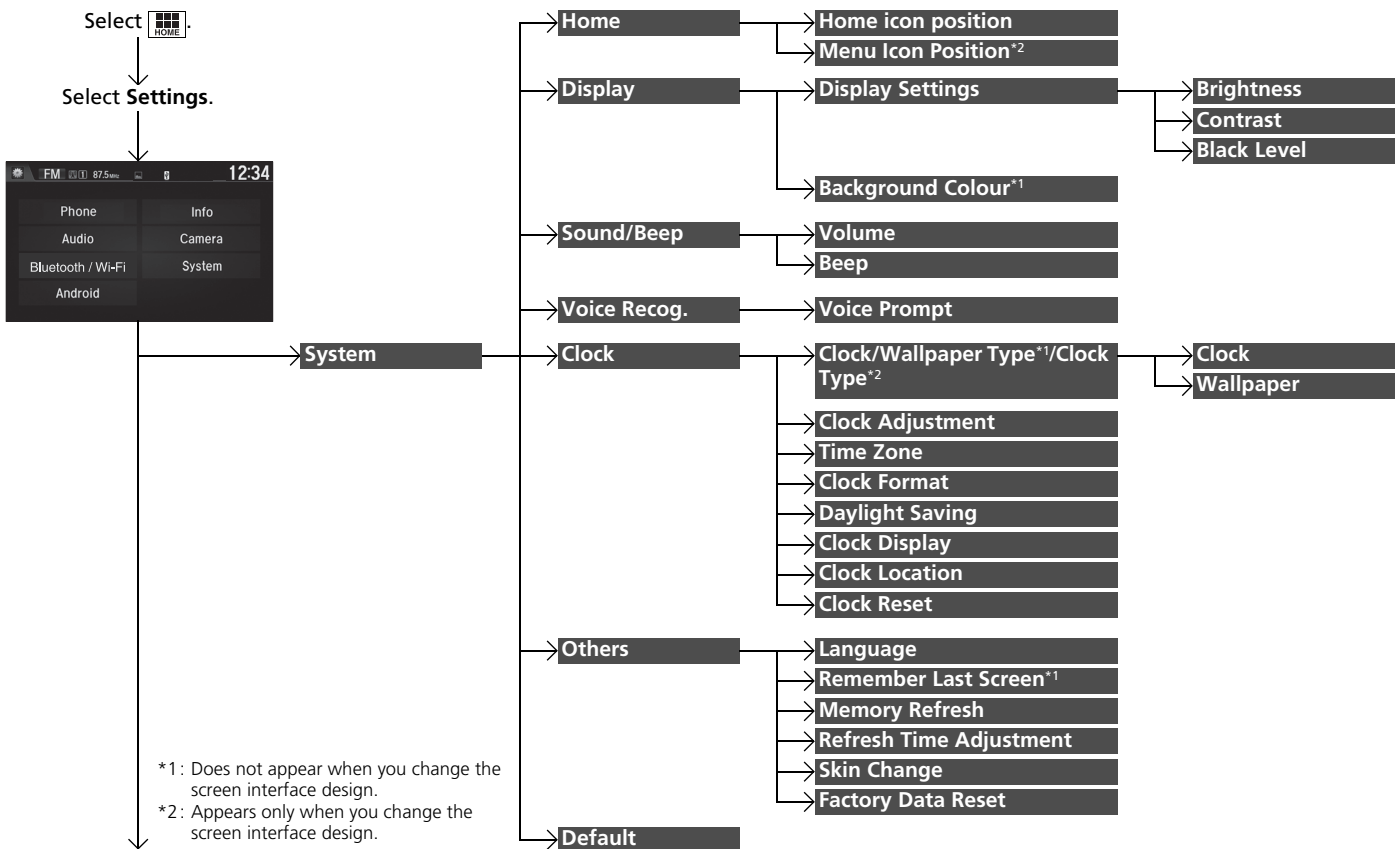 Select HOME.
Select Settings.
FM 1 87.5MHz 12:34
Phone Info
Audio Camera
Bluetooth / Wi-Fi System
Android
System
Home
Home icon position
Menu Icon Position*2
Display
Display Settings
Brightness
Contrast
Black Level
Background Colour*1
Sound/Beep
Volume
Beep
Voice Recog.
Voice Prompt
Clock
Clock/Wallpaper Type*1/Clock
Type*2
Clock
Wallpaper
Clock Adjustment
Time Zone
Clock Format
Daylight Saving
Clock Display
Clock Location
Clock Reset
Others
Language
Remember Last Screen*1
Memory Refresh
Refresh Time Adjustment
Skin Change
Factory Data Reset
Default
*1: Does not appear when you change the
screen interface design.
*2: Appears only when you change the
screen interface design.